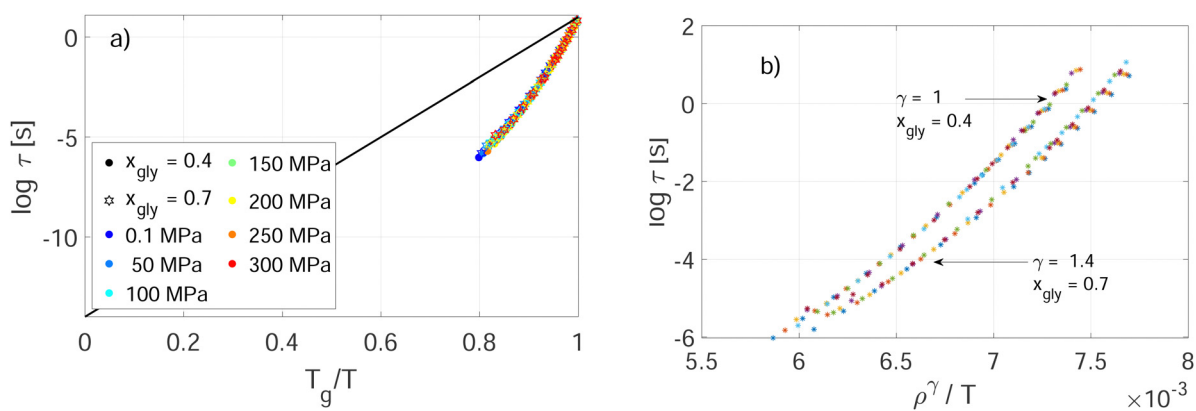 a)
0
-5
-10
log τ [s]
x_gly = 0.4
x_gly = 0.7
0.1 MPa
50 MPa
100 MPa
150 MPa
200 MPa
250 MPa
300 MPa
0 0.2 0.4 0.6 0.8 1
T_g/T
b)
2
0
-2
-4
-6
log τ [s]
γ = 1
x_gly = 0.4
γ = 1.4
x_gly = 0.7
5.5 6 6.5 7 7.5 8
ρ^γ / T
×10^-3